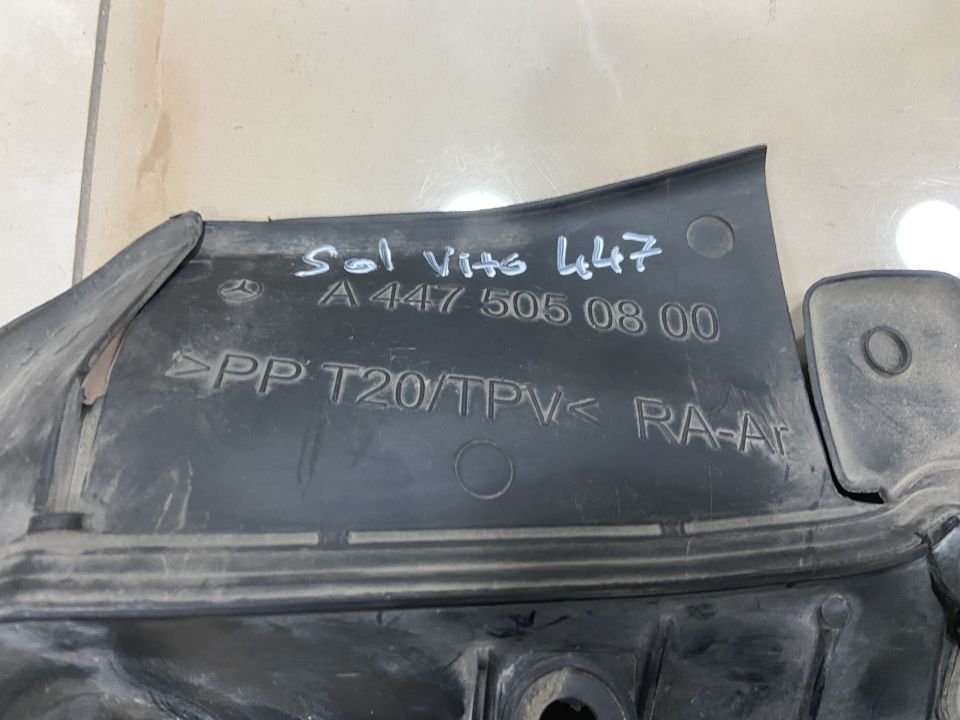 Sol Vito 447
A 447 505 08 00
>PP T20/TPV< RA-Ar